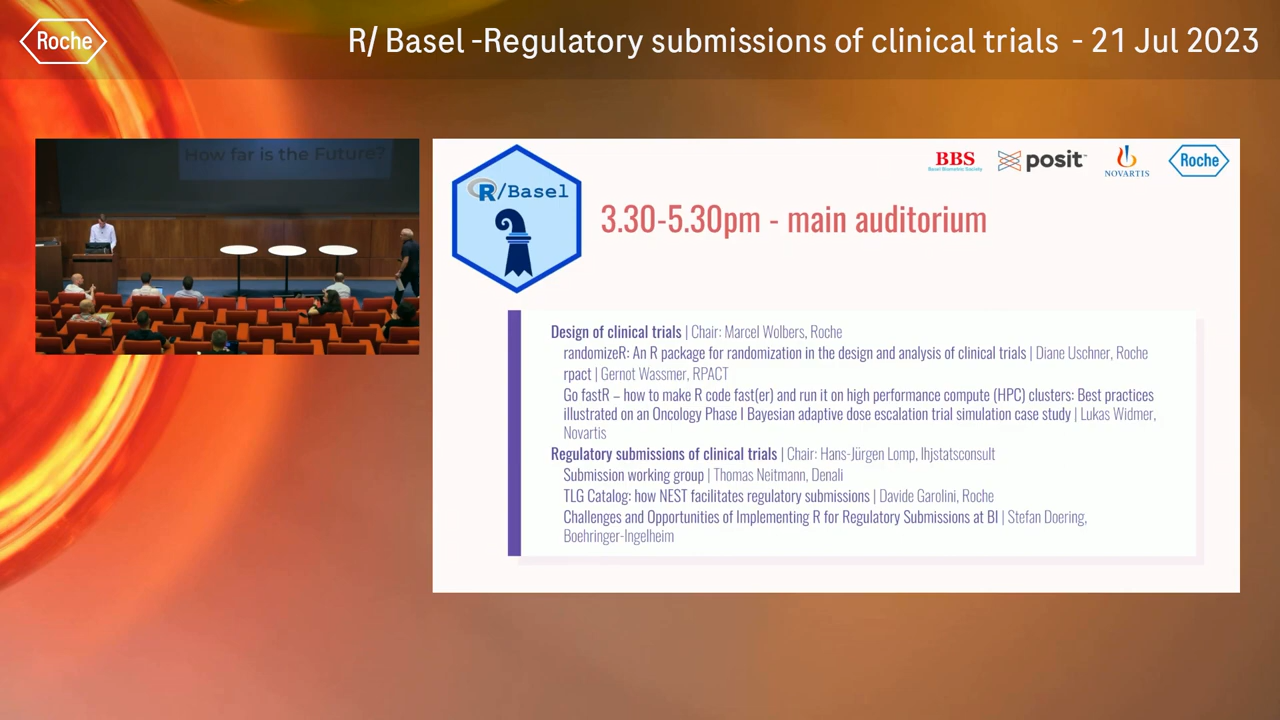 Roche
R/ Basel -Regulatory submissions of clinical trials - 21 Jul 2023
How far is the Future?
R/Basel
BBS
Basel Biometric Society
posit
NOVARTIS
Roche
3.30-5.30pm - main auditorium
Design of clinical trials | Chair: Marcel Wolbers, Roche
randomizeR: An R package for randomization in the design and analysis of clinical trials | Diane Uschner, Roche
rpact | Gernot Wassmer, RPACT
Go fastR – how to make R code fast(er) and run it on high performance compute (HPC) clusters: Best practices
illustrated on an Oncology Phase I Bayesian adaptive dose escalation trial simulation case study | Lukas Widmer,
Novartis
Regulatory submissions of clinical trials | Chair: Hans-Jürgen Lomp, lhjstatsconsult
Submission working group | Thomas Neitmann, Denali
TLG Catalog: how NEST facilitates regulatory submissions | Davide Garolini, Roche
Challenges and Opportunities of Implementing R for Regulatory Submissions at BI | Stefan Doering,
Boehringer-Ingelheim